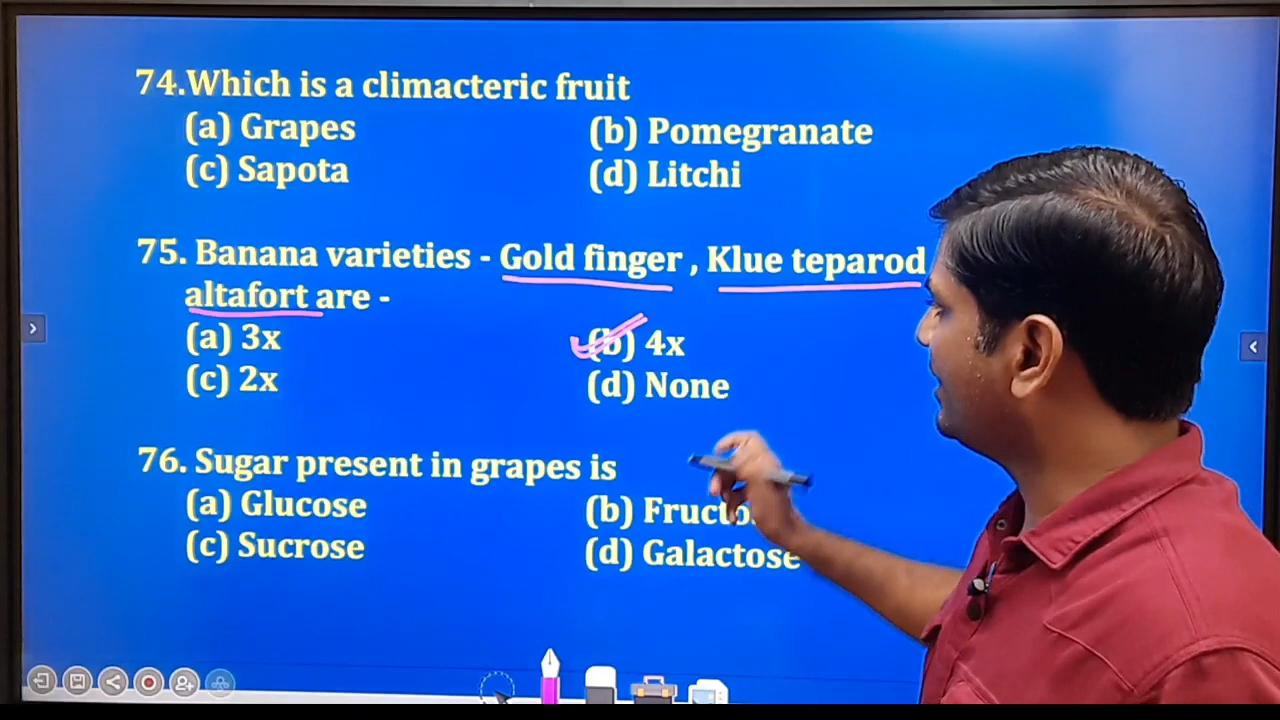 74.Which is a climacteric fruit
(a) Grapes (b) Pomegranate
(c) Sapota (d) Litchi
75. Banana varieties - Gold finger , Klue teparod
altafort are -
(a) 3x (b) 4x
(c) 2x (d) None
76. Sugar present in grapes is
(a) Glucose (b)
(c) Sucrose (d) Galactose